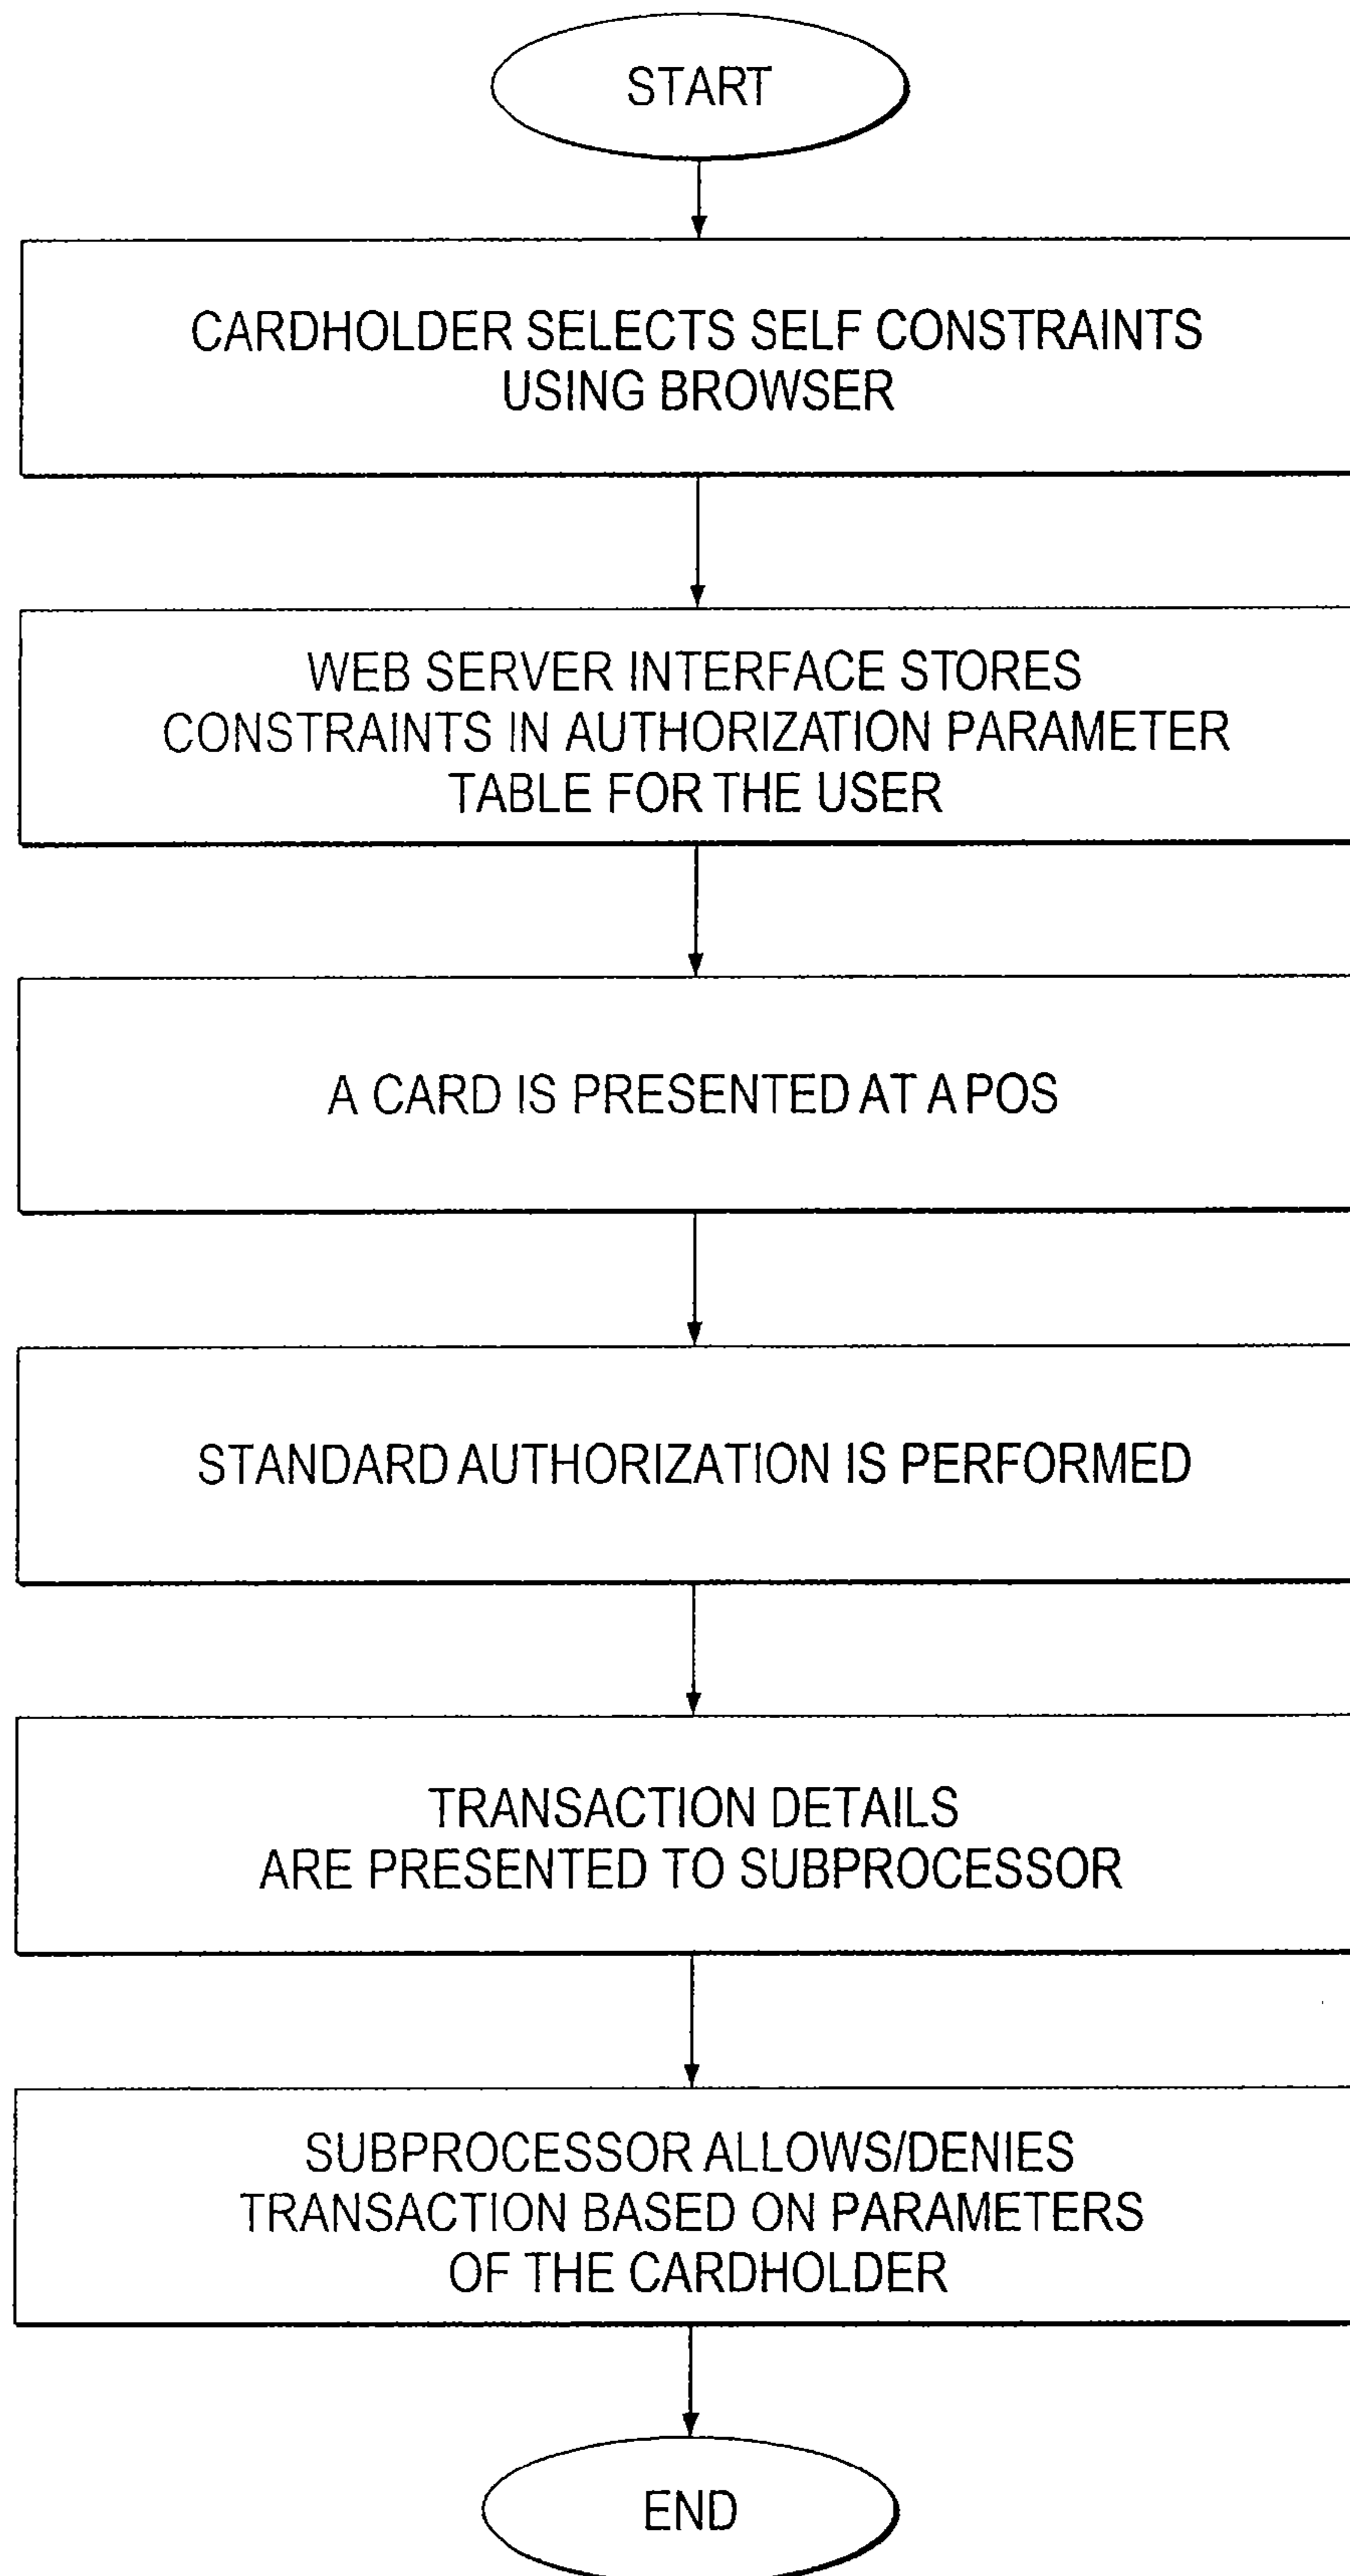 START
CARDHOLDER SELECTS SELF CONSTRAINTS
USING BROWSER
WEB SERVER INTERFACE STORES
CONSTRAINTS IN AUTHORIZATION PARAMETER
TABLE FOR THE USER
A CARD IS PRESENTED AT A POS
STANDARD AUTHORIZATION IS PERFORMED
TRANSACTION DETAILS
ARE PRESENTED TO SUBPROCESSOR
SUBPROCESSOR ALLOWS/DENIES
TRANSACTION BASED ON PARAMETERS
OF THE CARDHOLDER
END